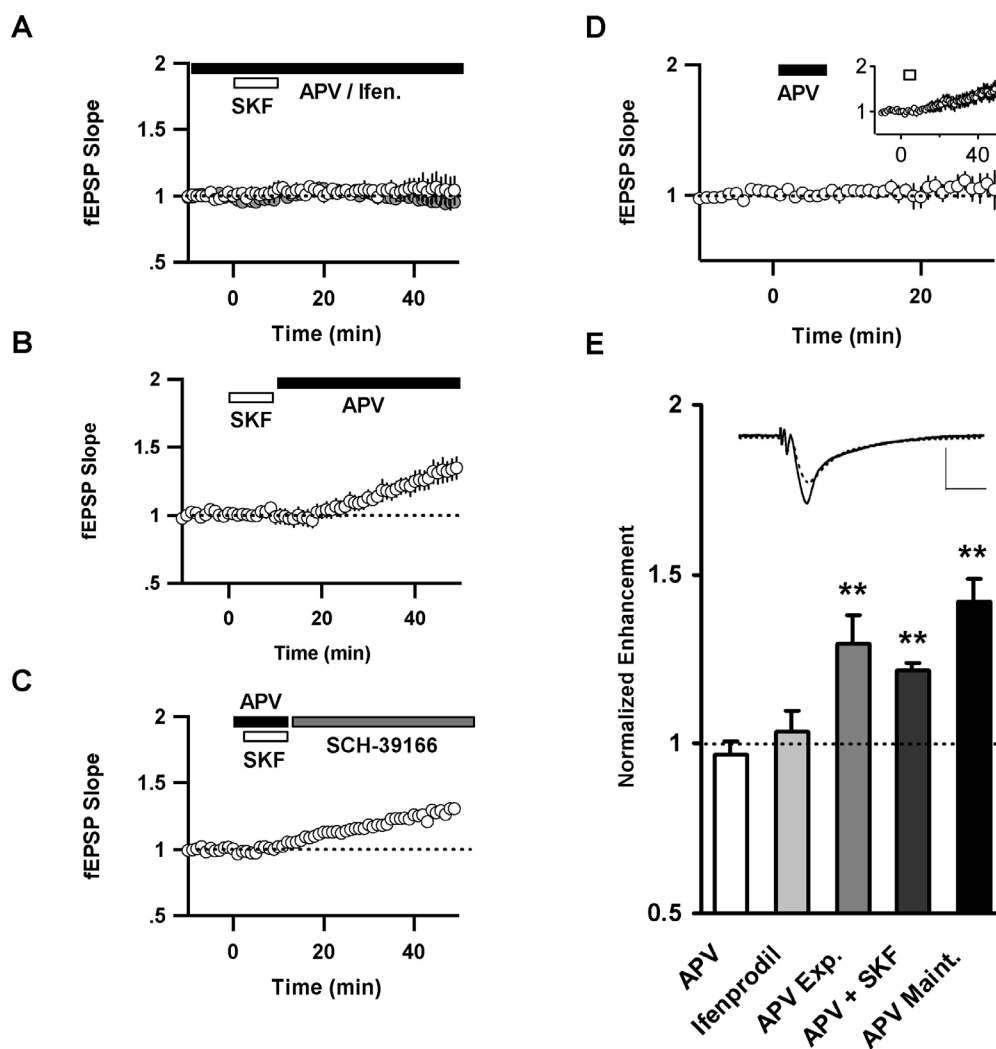 A
2
1.5
1
.5
fEPSP Slope
SKF
APV / Ifen.
0
20
40
Time (min)
B
2
1.5
1
.5
fEPSP Slope
SKF
APV
0
20
40
Time (min)
C
2
1.5
1
.5
fEPSP Slope
APV
SKF
SCH-39166
0
20
40
Time (min)
D
2
1
fEPSP Slope
APV
2
1
0
40
0
20
Time (min)
E
2
1.5
1
0.5
Normalized Enhancement
**
**
**
APV
Ifenprodil
APV Exp.
APV + SKF
APV Maint.